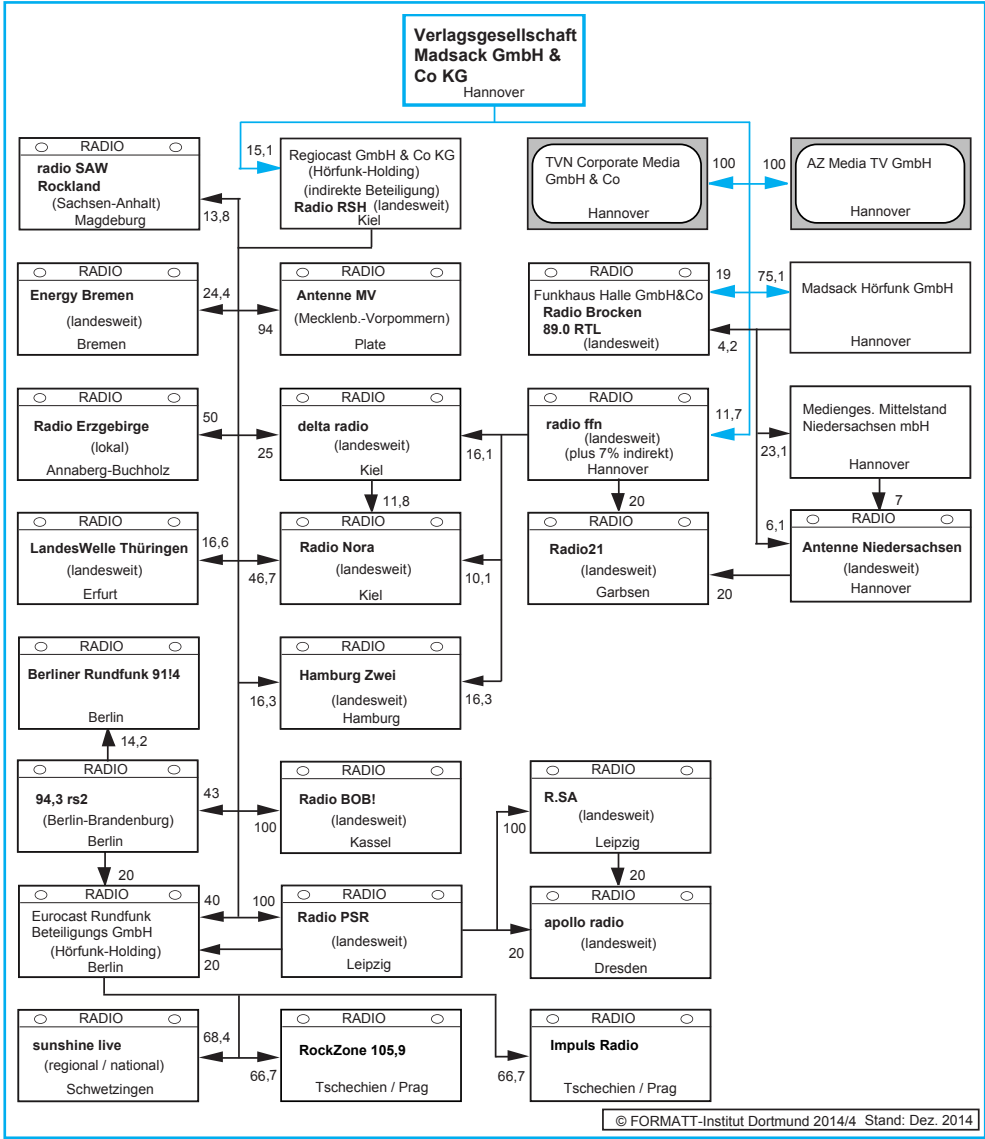 Verlagsgesellschaft
Madsack GmbH &
Co KG
Hannover
RADIO
radio SAW
Rockland
(Sachsen-Anhalt)
Magdeburg
13,8
15,1
Regiocast GmbH & Co KG
(Hörfunk-Holding)
(indirekte Beteiligung)
Radio RSH (landesweit)
Kiel
TVN Corporate Media
GmbH & Co
Hannover
100
100
AZ Media TV GmbH
Hannover
RADIO
Energy Bremen
(landesweit)
Bremen
24,4
94
RADIO
Antenne MV
(Mecklenb.-Vorpommern)
Plate
RADIO
Funkhaus Halle GmbH&Co
Radio Brocken
89.0 RTL
(landesweit)
19
75,1
4,2
Madsack Hörfunk GmbH
Hannover
RADIO
Radio Erzgebirge
(lokal)
Annaberg-Buchholz
50
25
RADIO
delta radio
(landesweit)
Kiel
16,1
11,8
RADIO
radio ffn
(landesweit)
(plus 7% indirekt)
Hannover
11,7
20
23,1
Medienges. Mittelstand
Niedersachsen mbH
Hannover
7
RADIO
LandesWelle Thüringen
(landesweit)
Erfurt
16,6
46,7
RADIO
Radio Nora
(landesweit)
Kiel
10,1
RADIO
Radio21
(landesweit)
Garbsen
20
6,1
RADIO
Antenne Niedersachsen
(landesweit)
Hannover
RADIO
Berliner Rundfunk 91!4
Berlin
14,2
16,3
RADIO
Hamburg Zwei
(landesweit)
Hamburg
16,3
RADIO
94,3 rs2
(Berlin-Brandenburg)
Berlin
43
100
20
RADIO
Radio BOB!
(landesweit)
Kassel
RADIO
R.SA
(landesweit)
Leipzig
100
20
RADIO
Eurocast Rundfunk
Beteiligungs GmbH
(Hörfunk-Holding)
Berlin
40
100
20
RADIO
Radio PSR
(landesweit)
Leipzig
20
RADIO
apollo radio
(landesweit)
Dresden
RADIO
sunshine live
(regional / national)
Schwetzingen
68,4
66,7
RADIO
RockZone 105,9
Tschechien / Prag
66,7
RADIO
Impuls Radio
Tschechien / Prag
© FORMATT-Institut Dortmund 2014/4 Stand: Dez. 2014